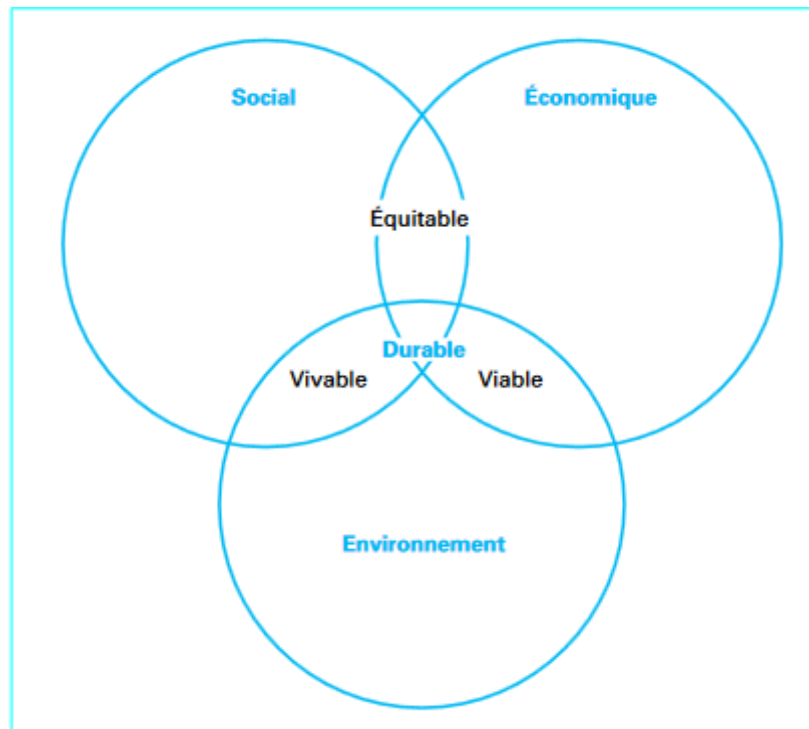 Social
Économique
Équitable
Durable
Vivable
Viable
Environnement